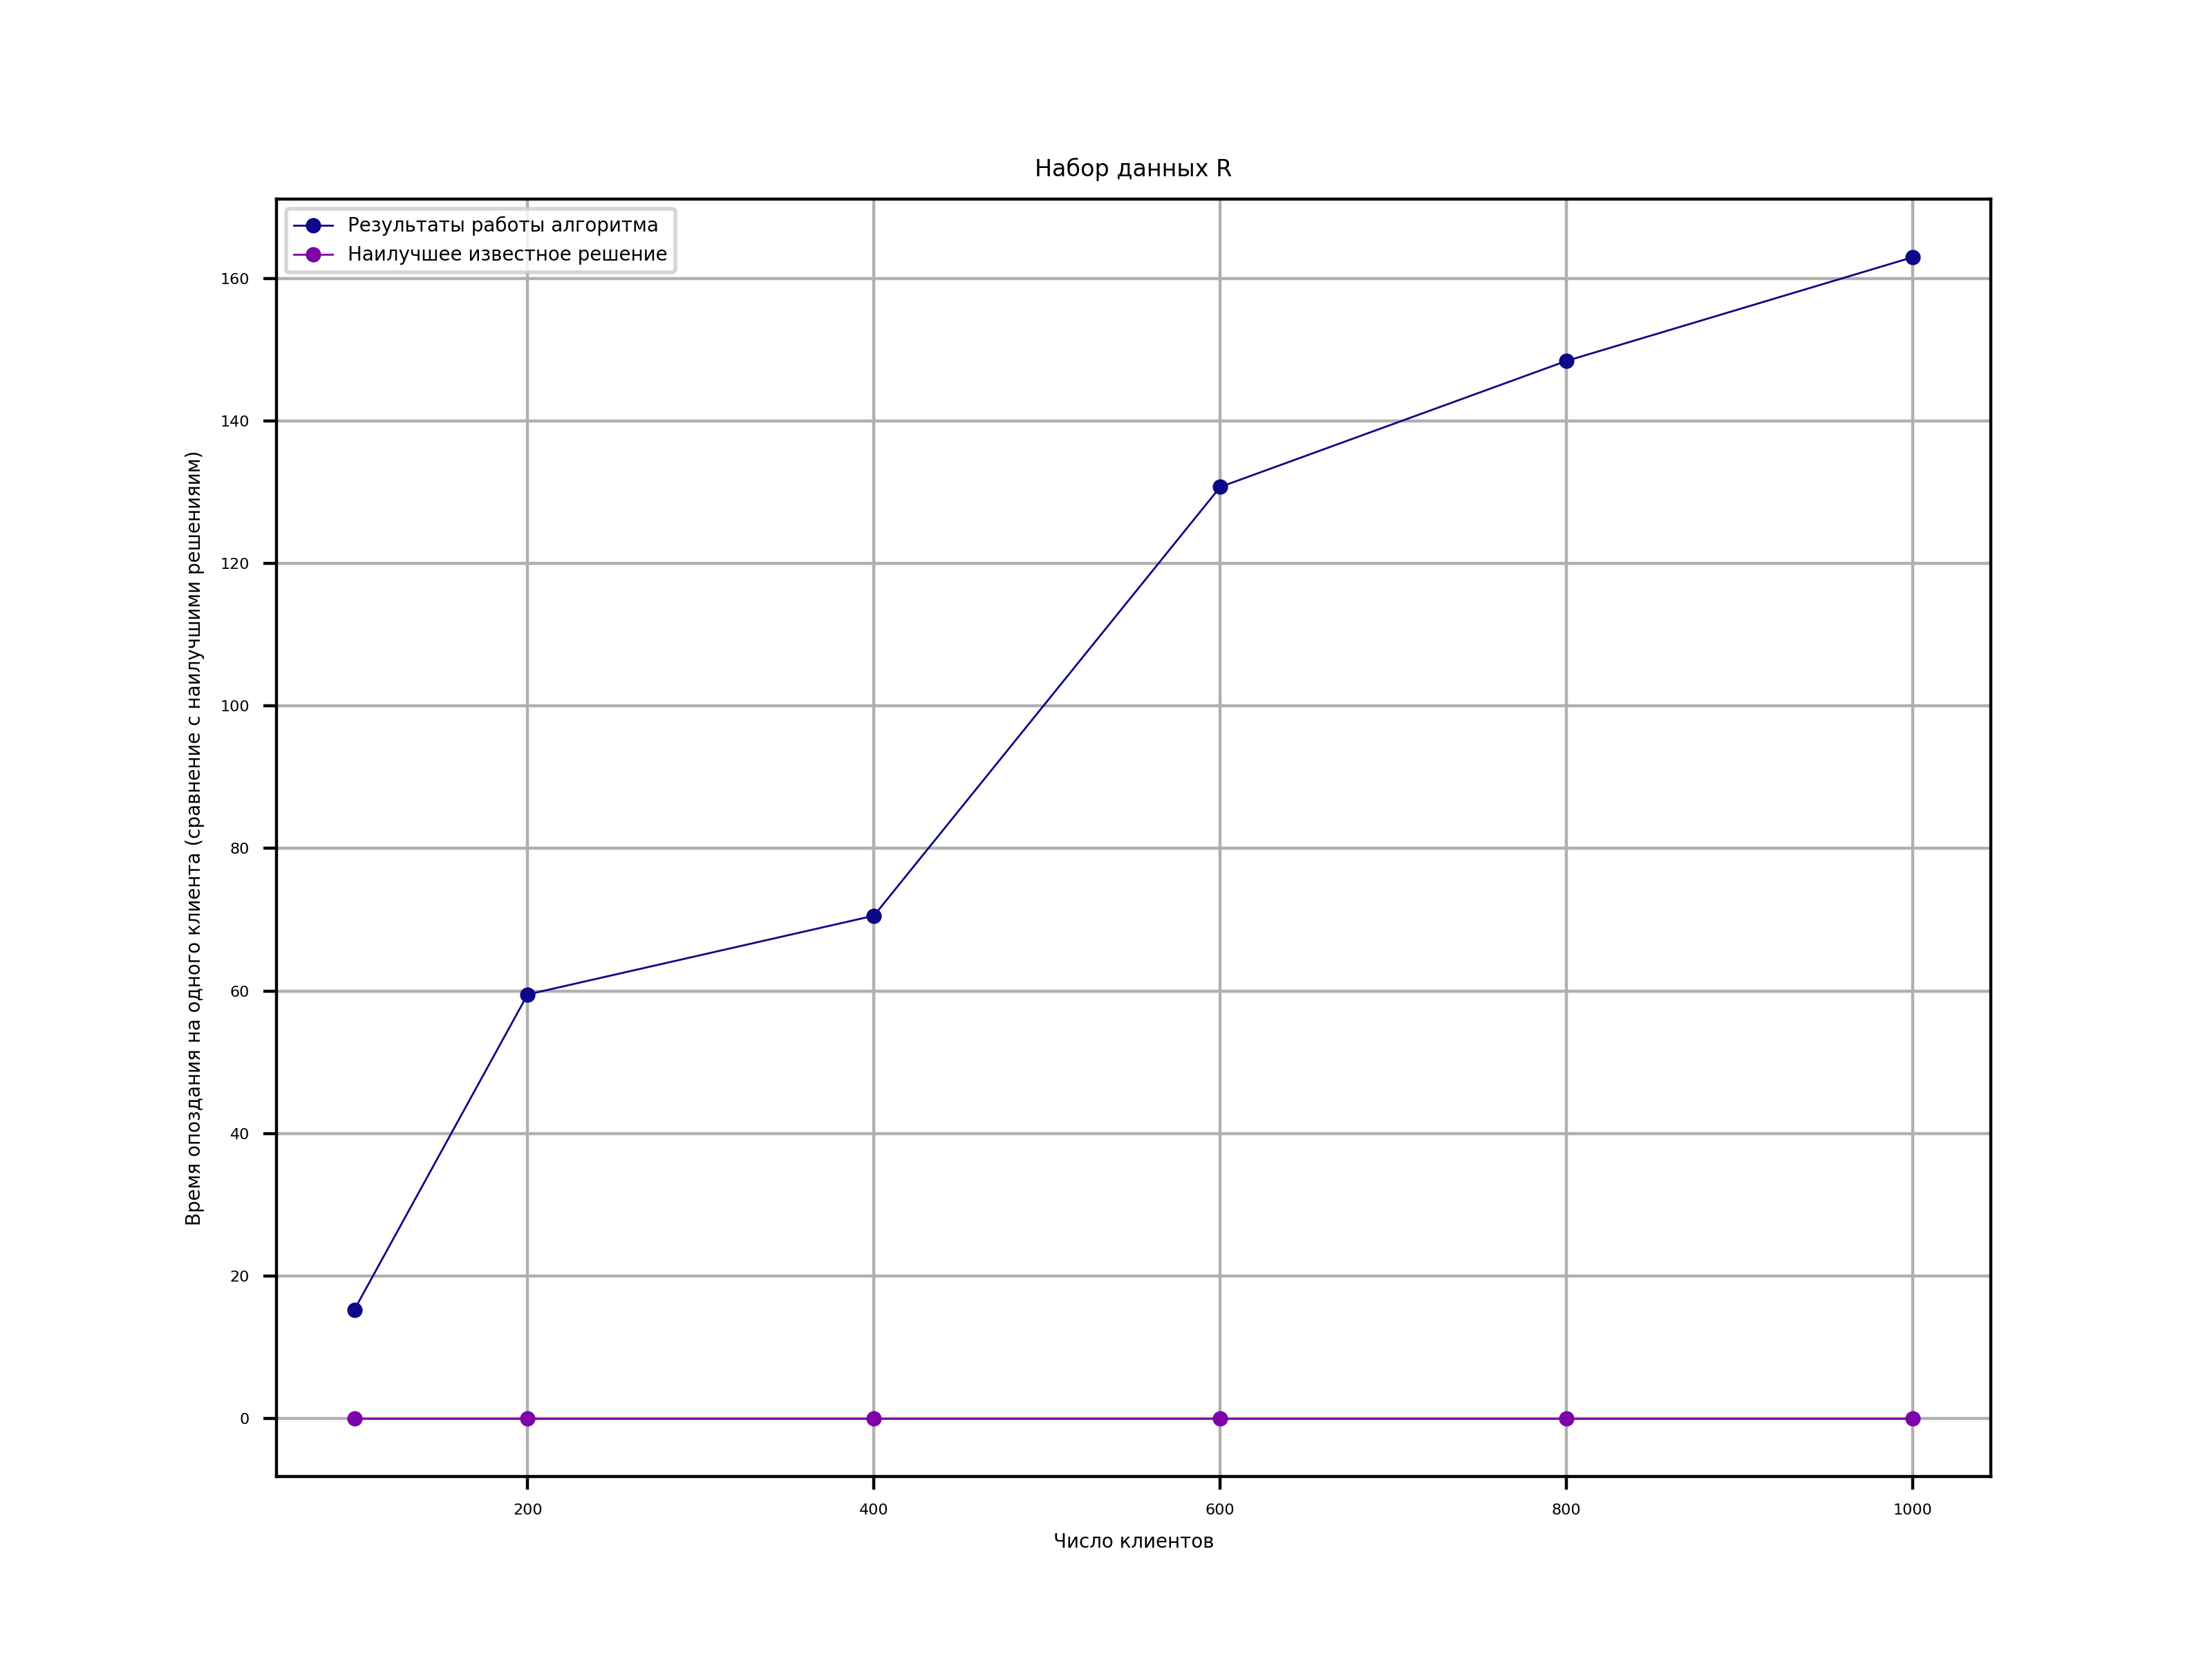 Набор данных R
Результаты работы алгоритма
Наилучшее известное решение
Время опоздания на одного клиента (сравнение с наилучшими решенияим)
160
140
120
100
80
60
40
20
0
200
400
600
800
1000
Число клиентов